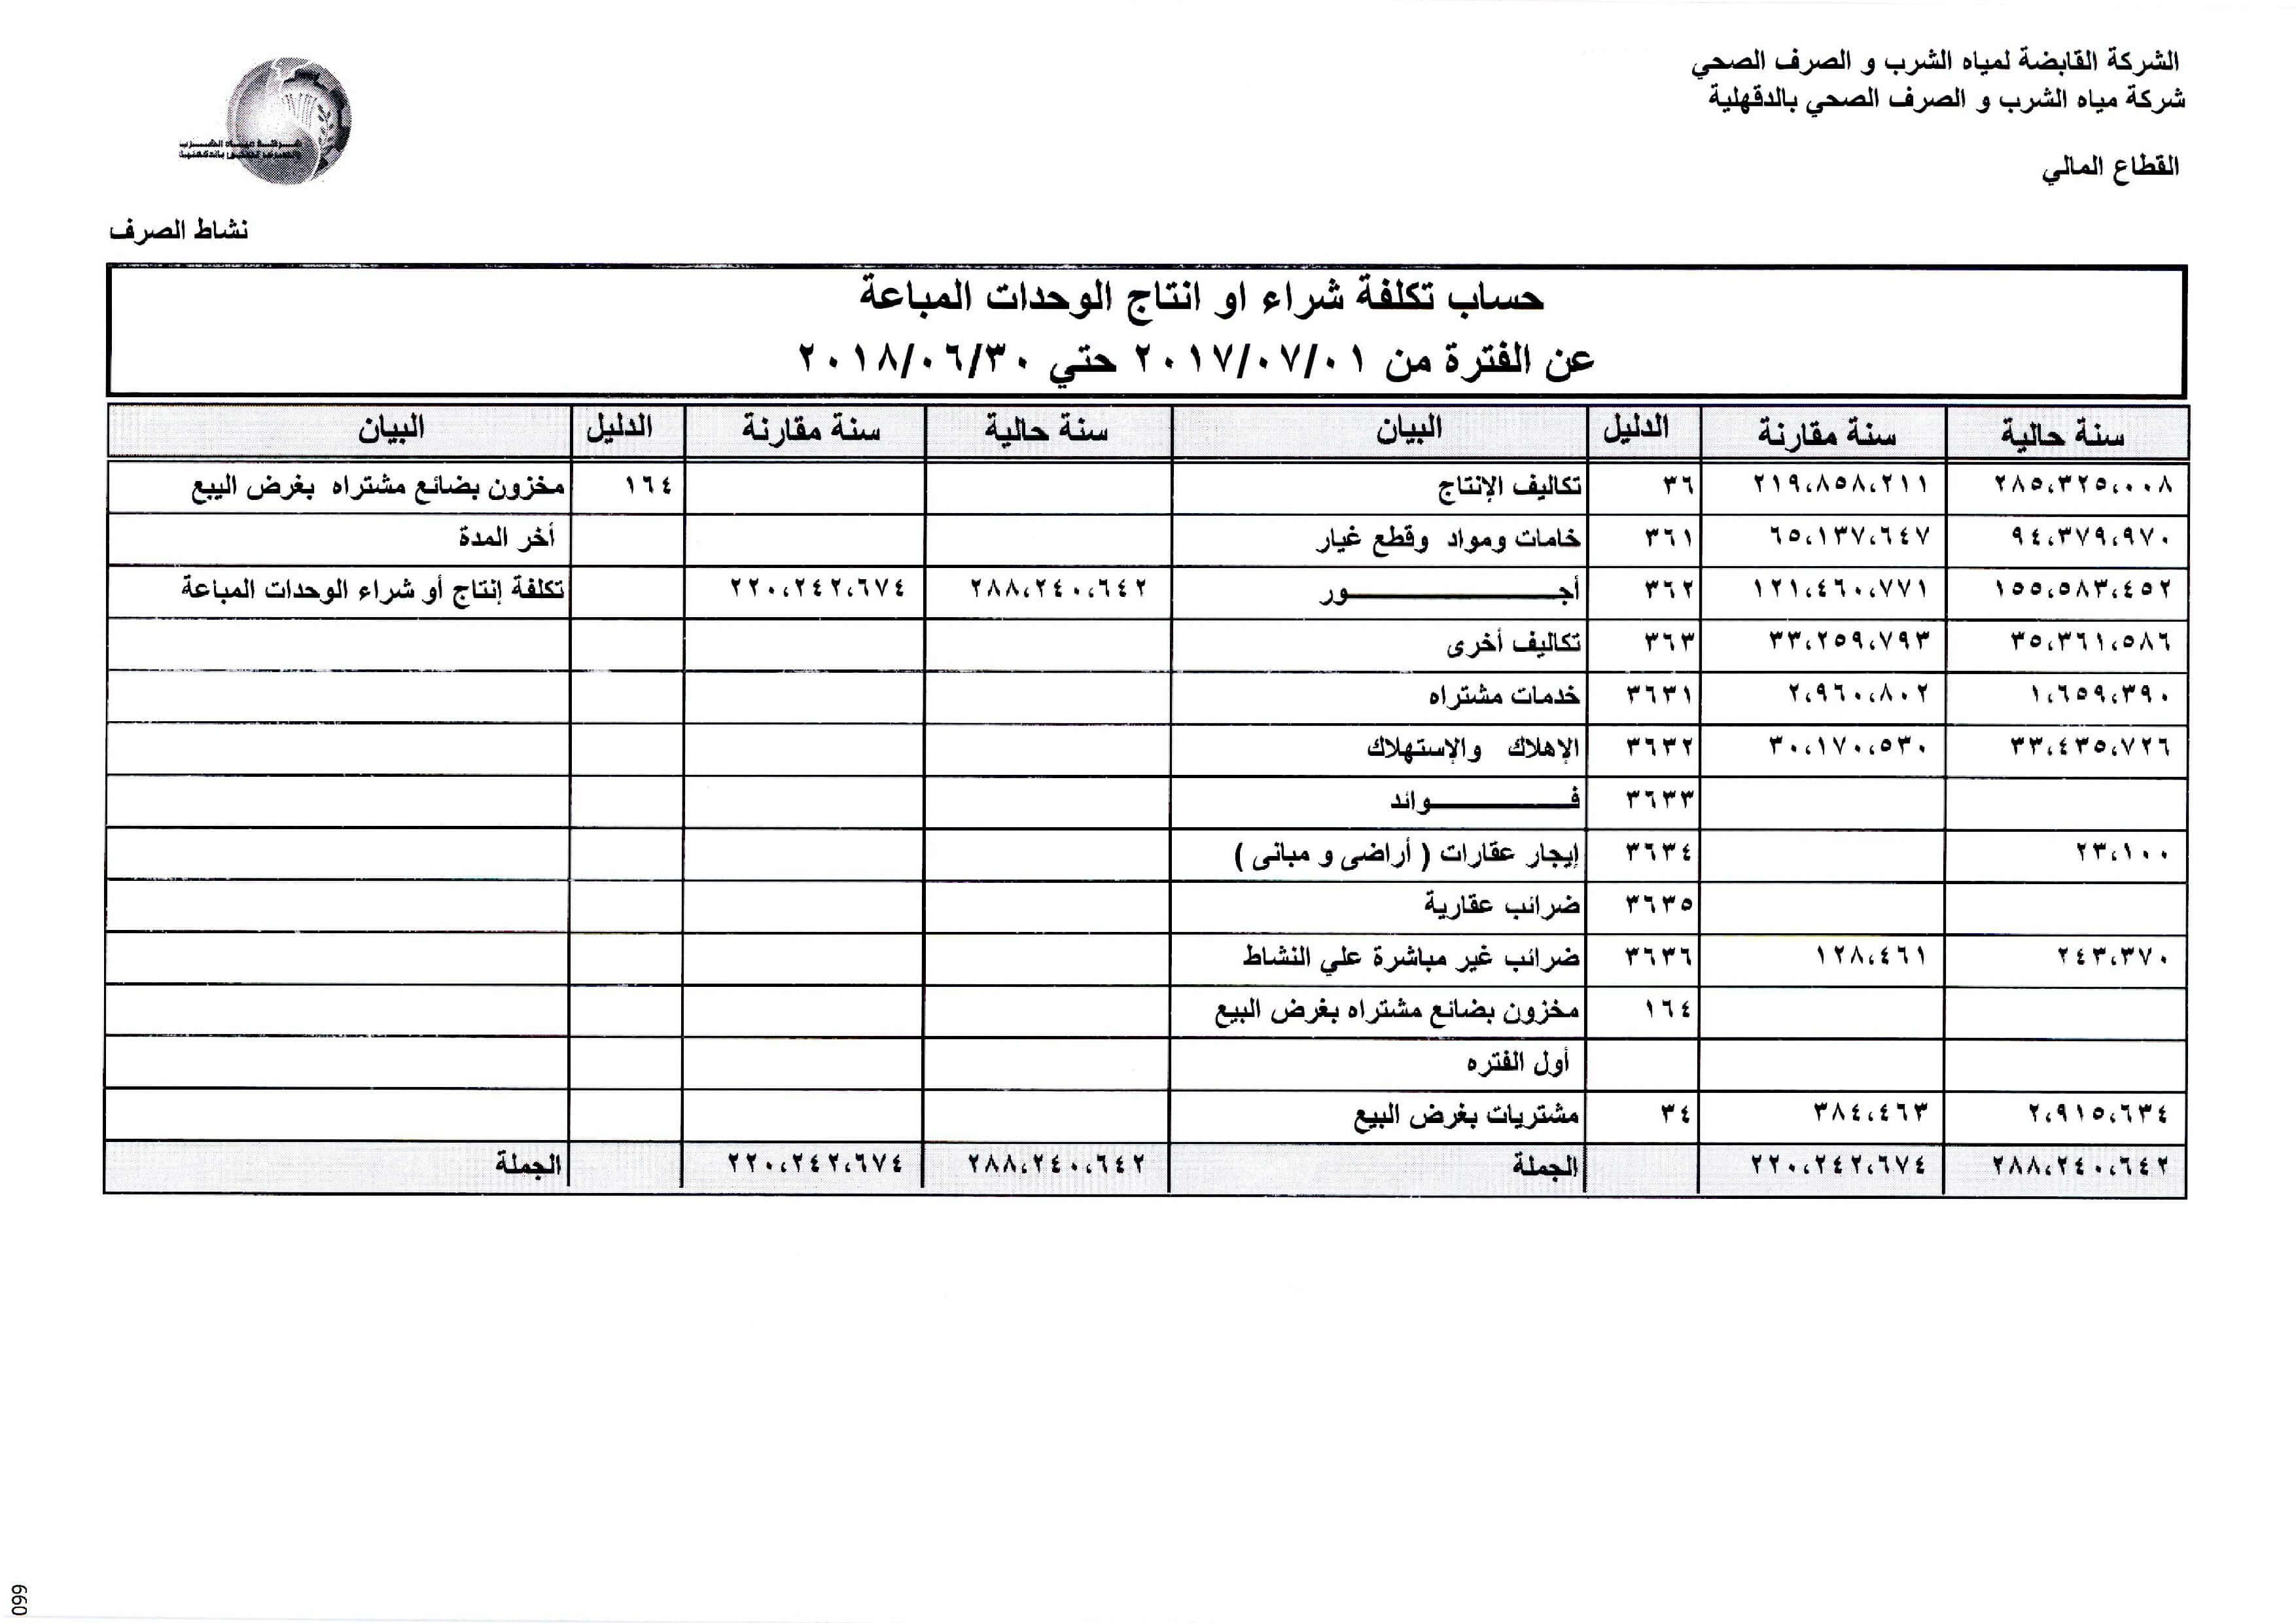 الشركة القابضة لمياه الشرب و الصرف الصحي
شركة مياه الشرب و الصرف الصحي بالدقهلية
القطاع المالي
شركة مياه الشرب
والصرف الصحي بالدقهلية
نشاط الصرف
حساب تكلفة شراء او انتاج الوحدات المباعة
عن الفترة من ٢٠١٧/٠٧/٠١ حتي ٢٠١٨/٠٦/٣٠
سنة حالية سنة مقارنة الدليل البيان سنة حالية سنة مقارنة الدليل البيان
٢٨٥،٣٢٥،٠٠٨ ٢١٩،٨٥٨،٢١١ ٣٦ تكاليف الإنتاج ١٦٤ مخزون بضائع مشتراه بغرض البيع
٩٤،٣٧٩،٩٧٠ ٦٥،١٣٧،٦٤٧ ٣٦١ خامات ومواد وقطع غيار أخر المدة
١٥٥،٥٨٣،٤٥٢ ١٢١،٤٦٠،٧٧١ ٣٦٢ أجـــــــــور ٢٨٨،٢٤٠،٦٤٢ ٢٢٠،٢٤٢،٦٧٤ تكلفة إنتاج أو شراء الوحدات المباعة
٣٥،٣٦١،٥٨٦ ٣٣،٢٥٩،٧٩٣ ٣٦٣ تكاليف أخرى
١،٦٥٩،٣٩٠ ٢،٩٦٠،٨٠٢ ٣٦٣١ خدمات مشتراه
٣٣،٤٣٥،٧٢٦ ٣٠،١٧٠،٥٣٠ ٣٦٣٢ الإهلاك والإستهلاك
٣٦٣٣ فـــــــوائد
٢٣،١٠٠ ٣٦٣٤ إيجار عقارات ( أراضى و مبانى )
٣٦٣٥ ضرائب عقارية
٢٤٣،٣٧٠ ١٢٨،٤٦١ ٣٦٣٦ ضرائب غير مباشرة علي النشاط
١٦٤ مخزون بضائع مشتراه بغرض البيع
أول الفتره
٢،٩١٥،٦٣٤ ٣٨٤،٤٦٣ ٣٤ مشتريات بغرض البيع
٢٨٨،٢٤٠،٦٤٢ ٢٢٠،٢٤٢،٦٧٤ الجملة ٢٨٨،٢٤٠،٦٤٢ ٢٢٠،٢٤٢،٦٧٤ الجملة
099